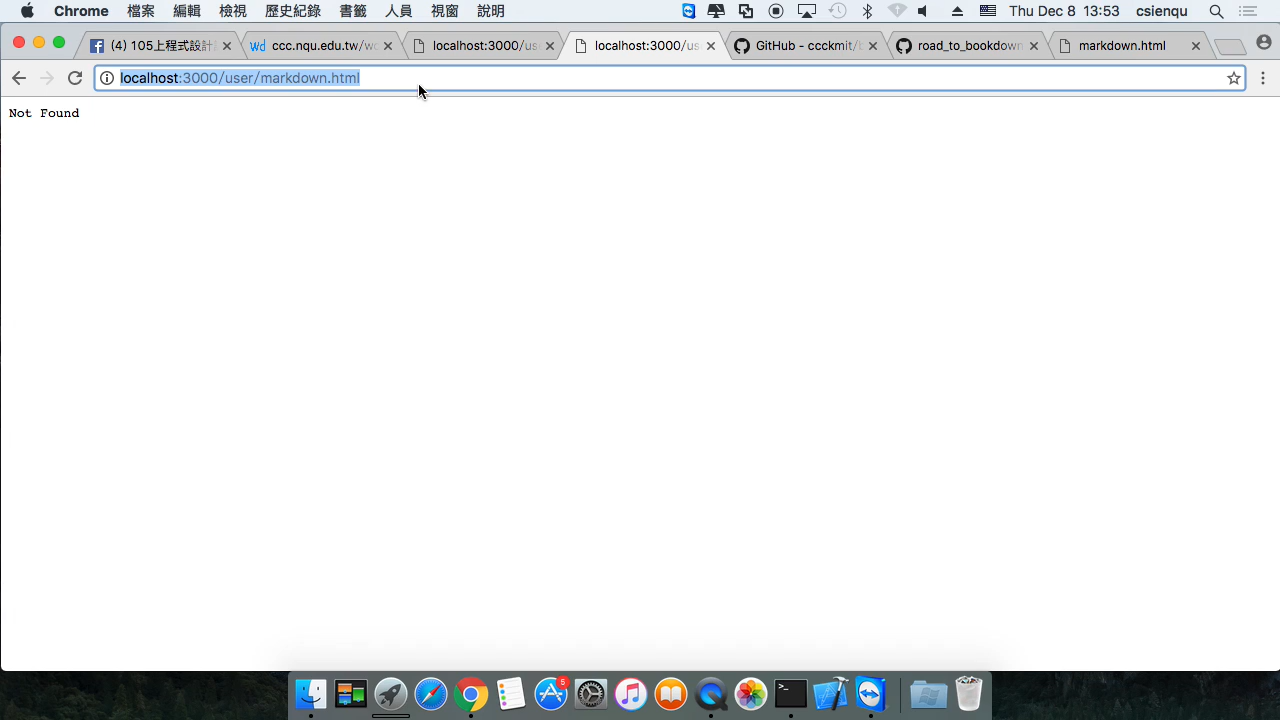 Chrome 檔案 編輯 檢視 歷史紀錄 書籤 人員 視窗 說明 Thu Dec 8 13:53 csienqu
(4) 105上程式設計 ccc.nqu.edu.tw/w localhost:3000/us localhost:3000/us GitHub - ccckmit/ road_to_bookdown markdown.html
localhost:3000/user/markdown.html
Not Found
6